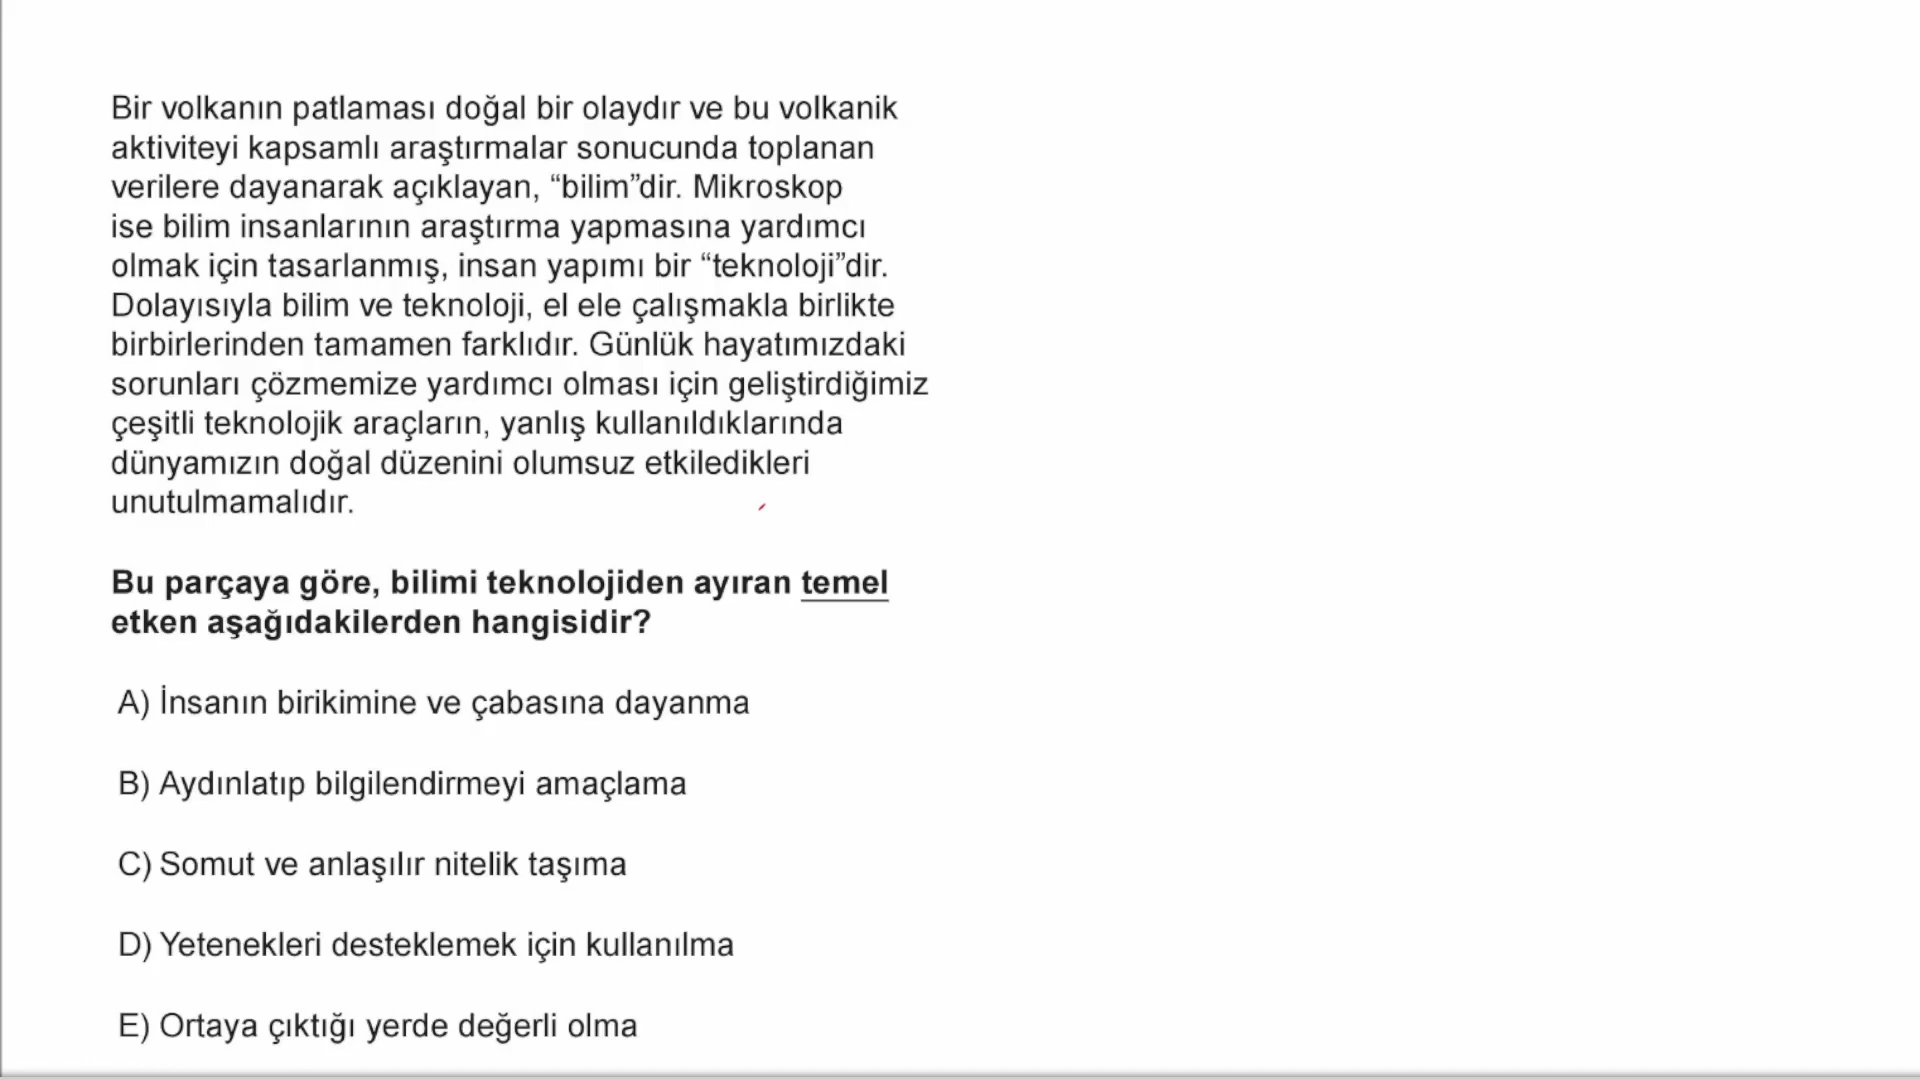 Bir volkanın patlaması doğal bir olaydır ve bu volkanik
aktiviteyi kapsamlı araştırmalar sonucunda toplanan
verilere dayanarak açıklayan, “bilim”dir. Mikroskop
ise bilim insanlarının araştırma yapmasına yardımcı
olmak için tasarlanmış, insan yapımı bir “teknoloji”dir.
Dolayısıyla bilim ve teknoloji, el ele çalışmakla birlikte
birbirlerinden tamamen farklıdır. Günlük hayatımızdaki
sorunları çözmemize yardımcı olması için geliştirdiğimiz
çeşitli teknolojik araçların, yanlış kullanıldıklarında
dünyamızın doğal düzenini olumsuz etkiledikleri
unutulmamalıdır.
Bu parçaya göre, bilimi teknolojiden ayıran temel
etken aşağıdakilerden hangisidir?
A) İnsanın birikimine ve çabasına dayanma
B) Aydınlatıp bilgilendirmeyi amaçlama
C) Somut ve anlaşılır nitelik taşıma
D) Yetenekleri desteklemek için kullanılma
E) Ortaya çıktığı yerde değerli olma